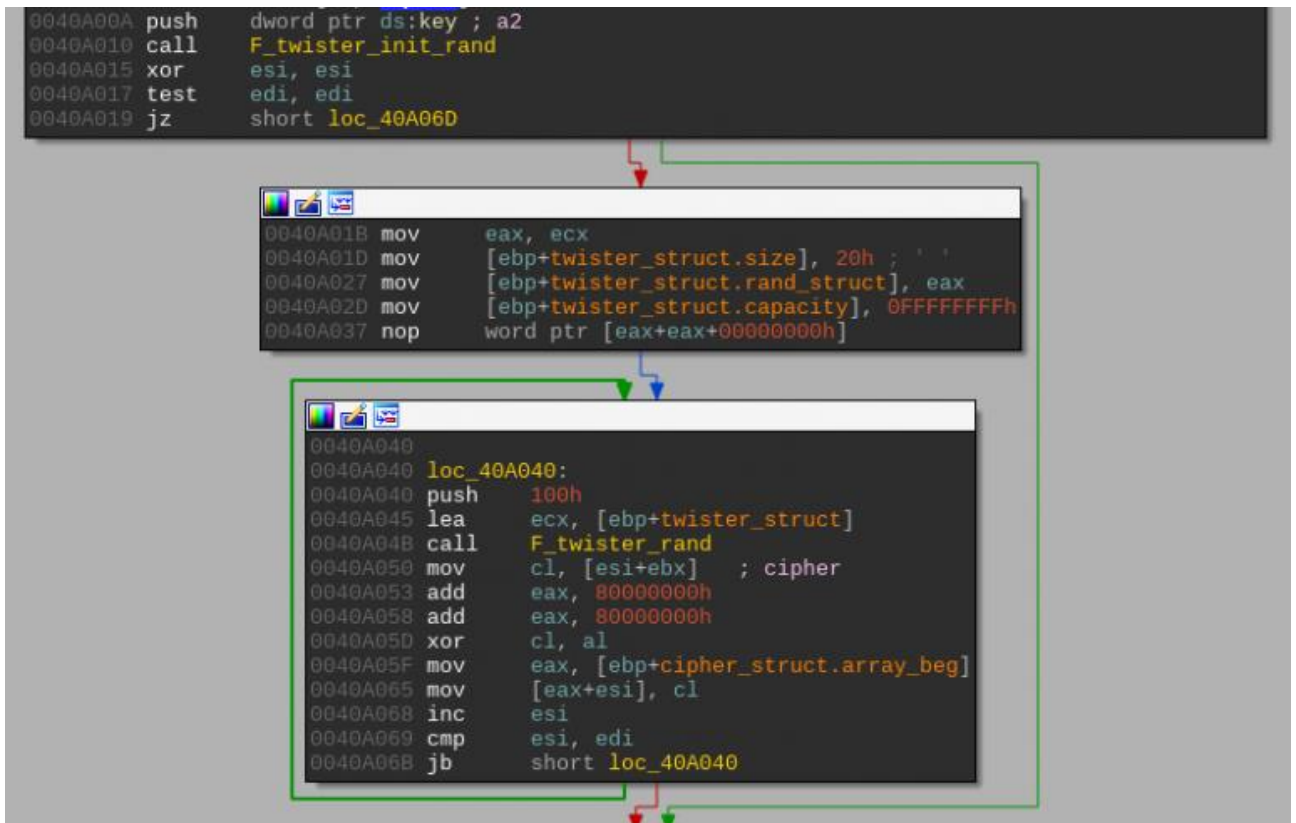 0040A00A push dword ptr ds:key ; a2
0040A010 call F_twister_init_rand
0040A015 xor esi, esi
0040A017 test edi, edi
0040A019 jz short loc_40A06D
0040A01B mov eax, ecx
0040A01D mov [ebp+twister_struct.size], 20h ; ' '
0040A027 mov [ebp+twister_struct.rand_struct], eax
0040A02D mov [ebp+twister_struct.capacity], 0FFFFFFFFh
0040A037 nop word ptr [eax+eax+00000000h]
0040A040
0040A040 loc_40A040:
0040A040 push 100h
0040A045 lea ecx, [ebp+twister_struct]
0040A04B call F_twister_rand
0040A050 mov cl, [esi+ebx] ; cipher
0040A053 add eax, 80000000h
0040A058 add eax, 80000000h
0040A05D xor cl, al
0040A05F mov eax, [ebp+cipher_struct.array_beg]
0040A065 mov [eax+esi], cl
0040A068 inc esi
0040A069 cmp esi, edi
0040A06B jb short loc_40A040